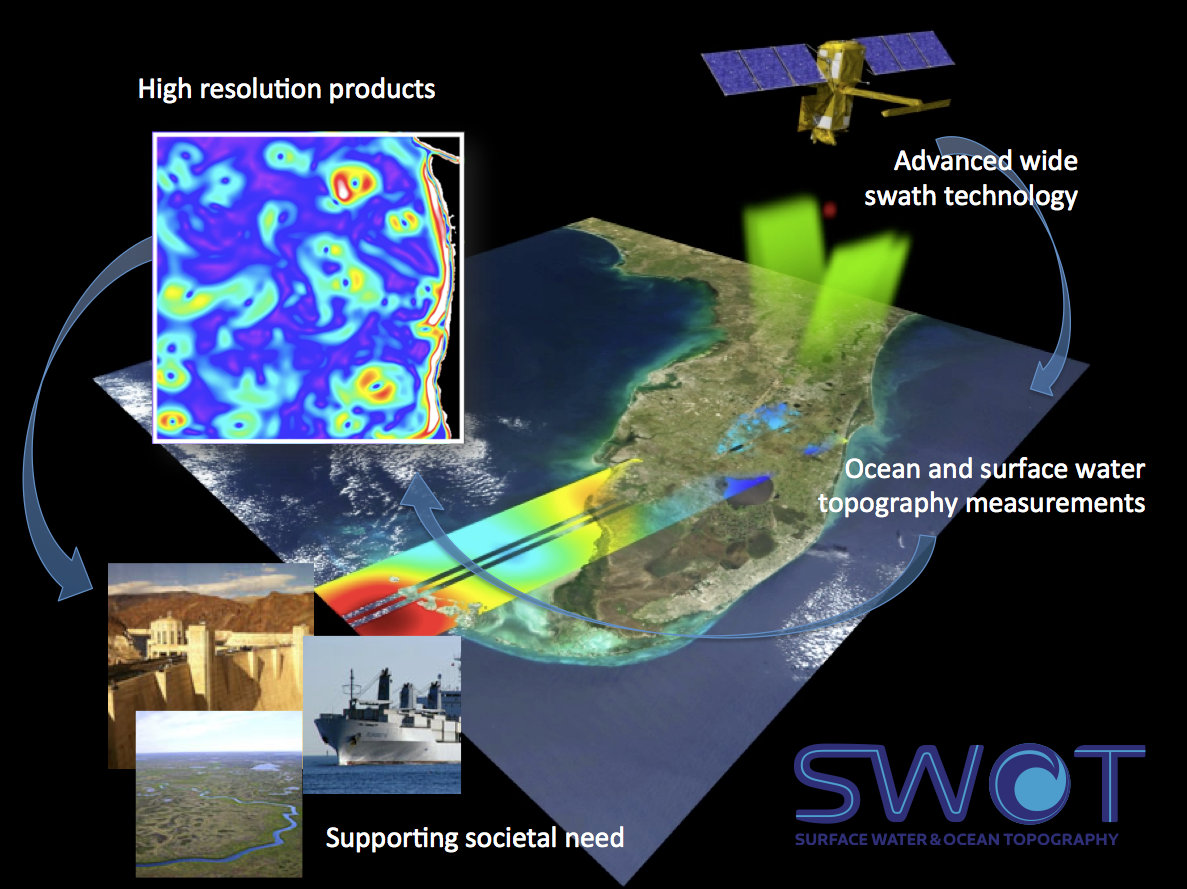 High resolution products
Advanced wide
swath technology
Ocean and surface water
topography measurements
Supporting societal need
SWOT
SURFACE WATER & OCEAN TOPOGRAPHY